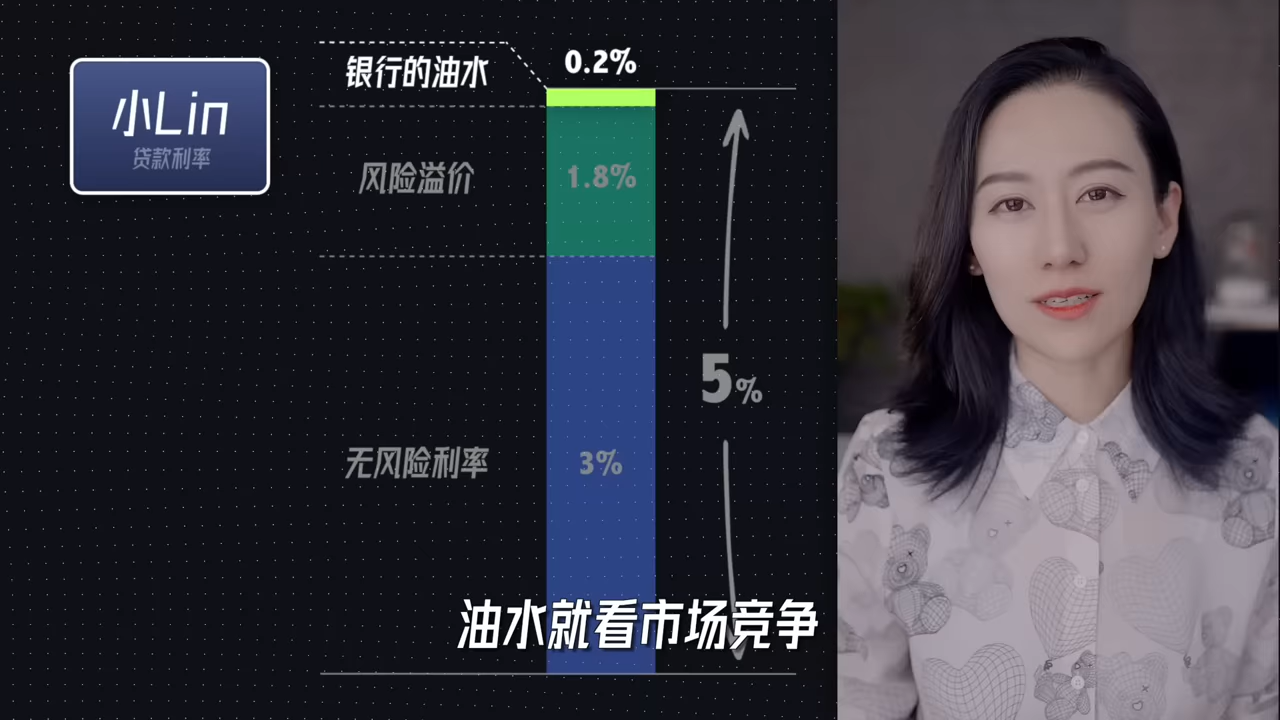 小Lin
贷款利率
银行的油水
0.2%
风险溢价
1.8%
5%
无风险利率
3%
油水就看市场竞争